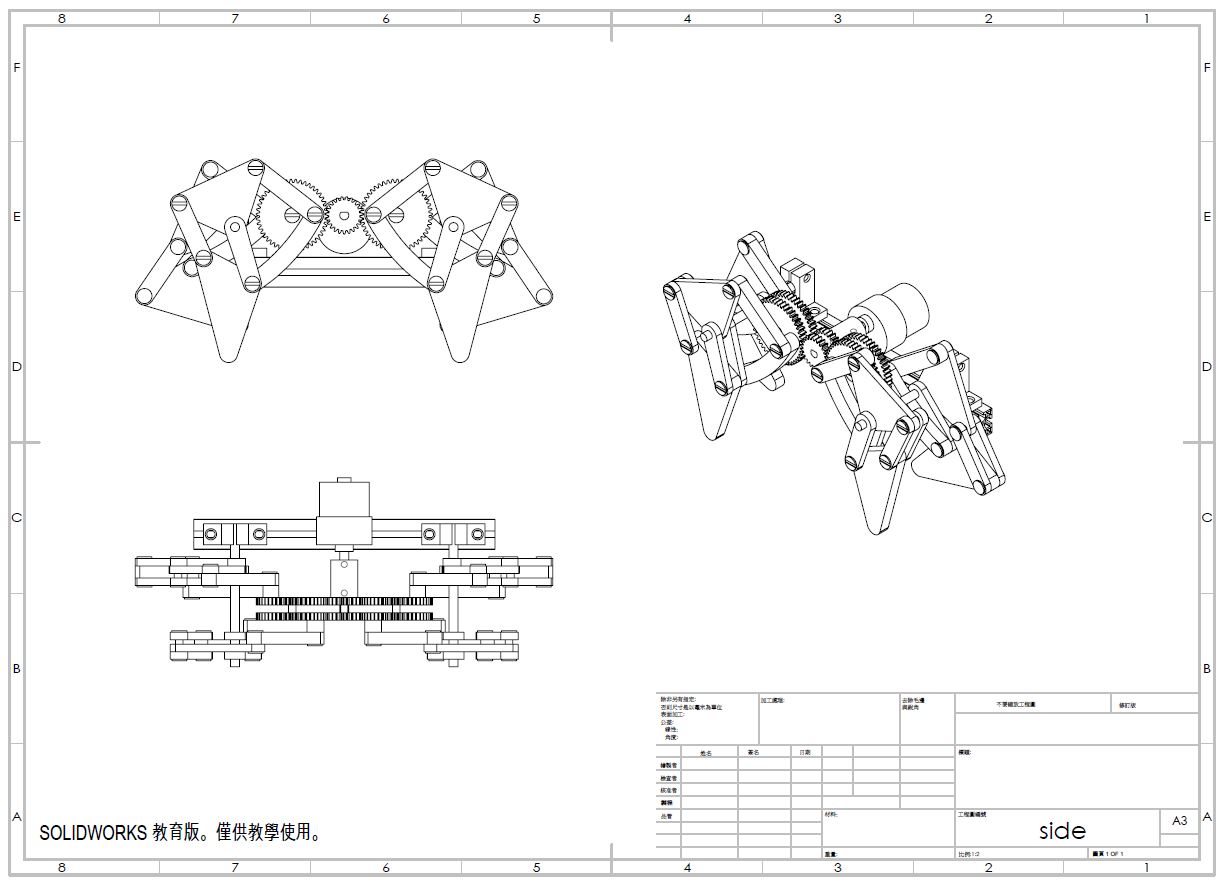 8 7 6 5 4 3 2 1
F F
E E
D D
C C
B B
除非另有指定:
否則尺寸是以毫米為單位
表面加工:
公差:
線性:
角度:
加工處理:
去除毛邊
與銳角
不要縮放工程圖
修訂版
姓名 簽名 日期
標題:
繪製者
檢查者
核准者
製造
品管
材料:
工程圖編號
side
A3
A A
重量:
比例:1:2
圖頁 1 OF 1
SOLIDWORKS 教育版。僅供教學使用。
8 7 6 5 4 3 2 1